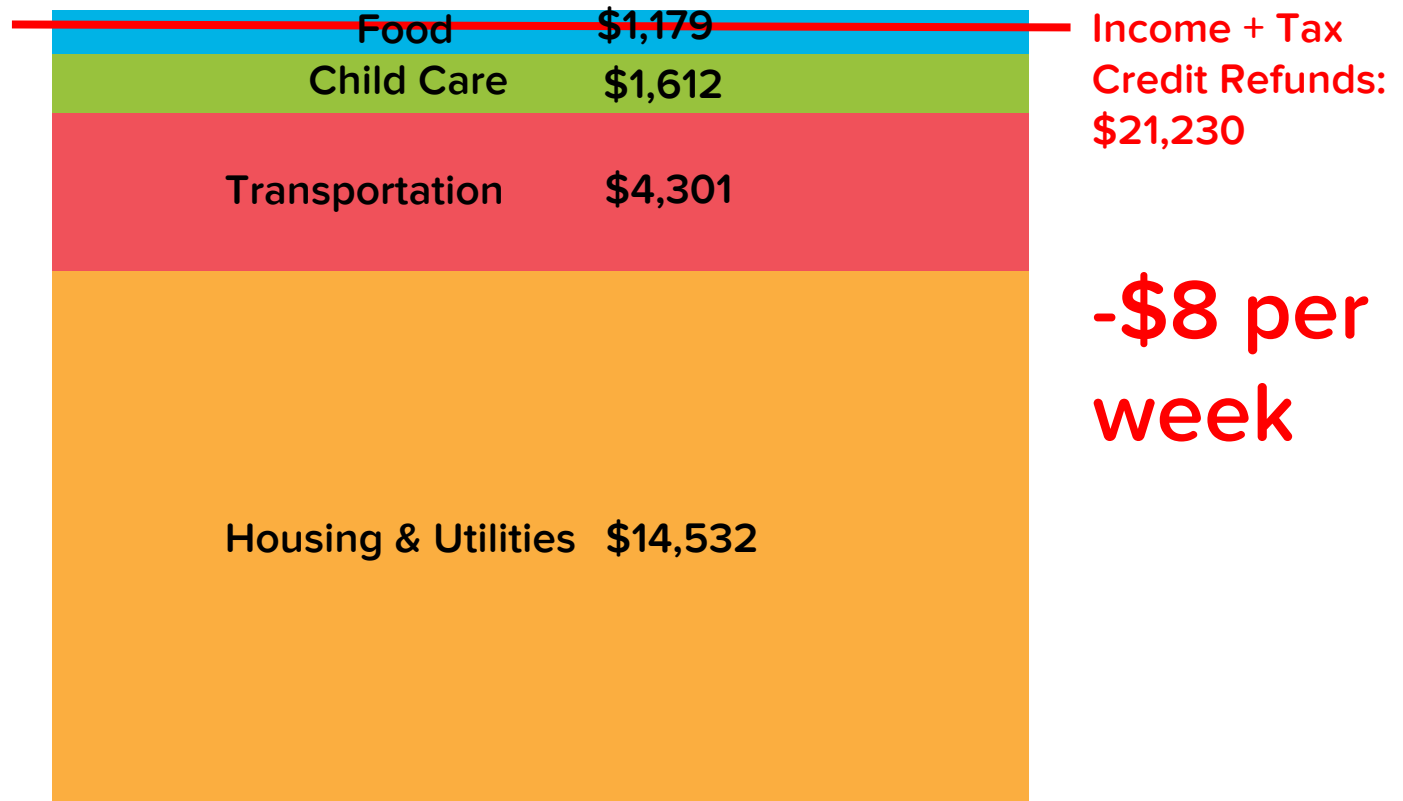 Food $1,179
Child Care $1,612
Transportation $4,301
Housing & Utilities $14,532
Income + Tax
Credit Refunds:
$21,230
-$8 per
week